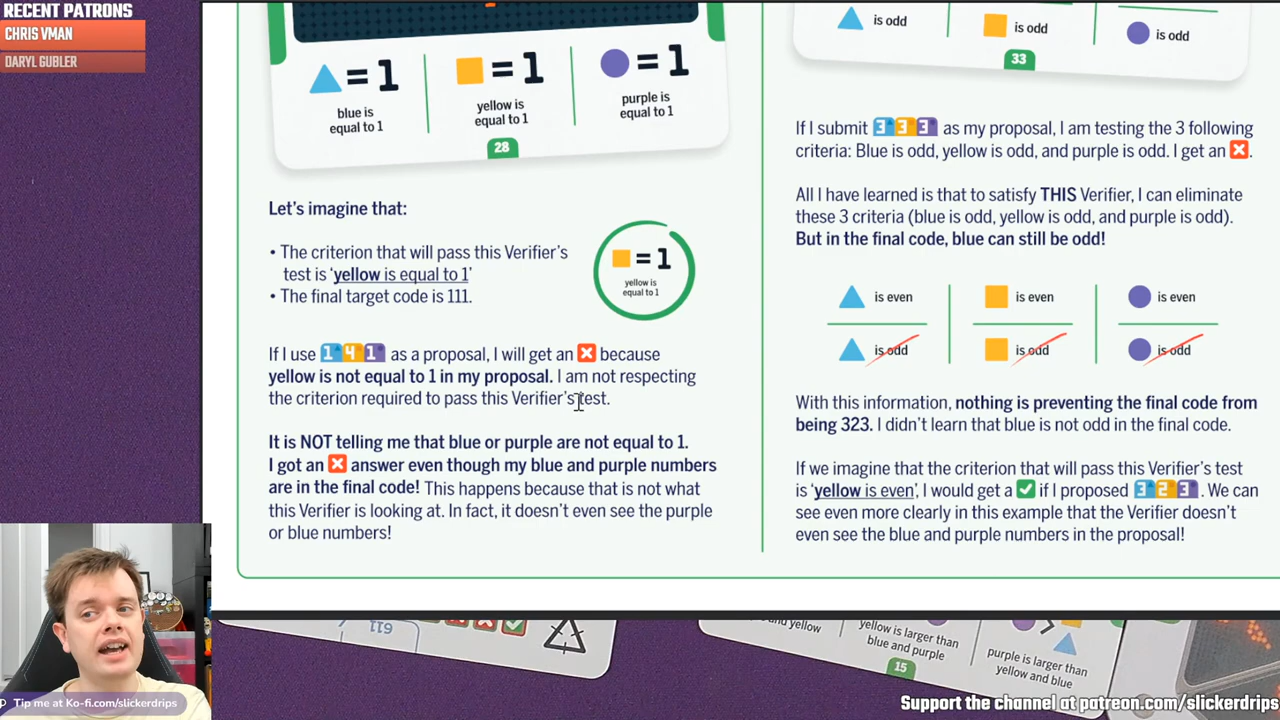 RECENT PATRONS
CHRIS VMAN
DARYL GUBLER
= 1
blue is
equal to 1
= 1
yellow is
equal to 1
= 1
purple is
equal to 1
28
Let's imagine that:
• The criterion that will pass this Verifier's
test is 'yellow is equal to 1'
• The final target code is 111.
= 1
yellow is
equal to 1
If I use 1 4 1 as a proposal, I will get an because
yellow is not equal to 1 in my proposal. I am not respecting
the criterion required to pass this Verifier's test.
It is NOT telling me that blue or purple are not equal to 1.
I got an answer even though my blue and purple numbers
are in the final code! This happens because that is not what
this Verifier is looking at. In fact, it doesn't even see the purple
or blue numbers!
is odd
is odd
is odd
33
If I submit 3 3 3 as my proposal, I am testing the 3 following
criteria: Blue is odd, yellow is odd, and purple is odd. I get an .
All I have learned is that to satisfy THIS Verifier, I can eliminate
these 3 criteria (blue is odd, yellow is odd, and purple is odd).
But in the final code, blue can still be odd!
is even
is even
is even
is odd
is odd
is odd
With this information, nothing is preventing the final code from
being 323. I didn't learn that blue is not odd in the final code.
If we imagine that the criterion that will pass this Verifier's test
is 'yellow is even', I would get a if I proposed 3 2 3. We can
see even more clearly in this example that the Verifier doesn't
even see the blue and purple numbers in the proposal!
119
and yellow
yellow is larger than
blue and purple
15
>
purple is larger than
yellow and blue
Tip me at Ko-fi.com/slickerdrips
Support the channel at patreon.com/slickerdrips